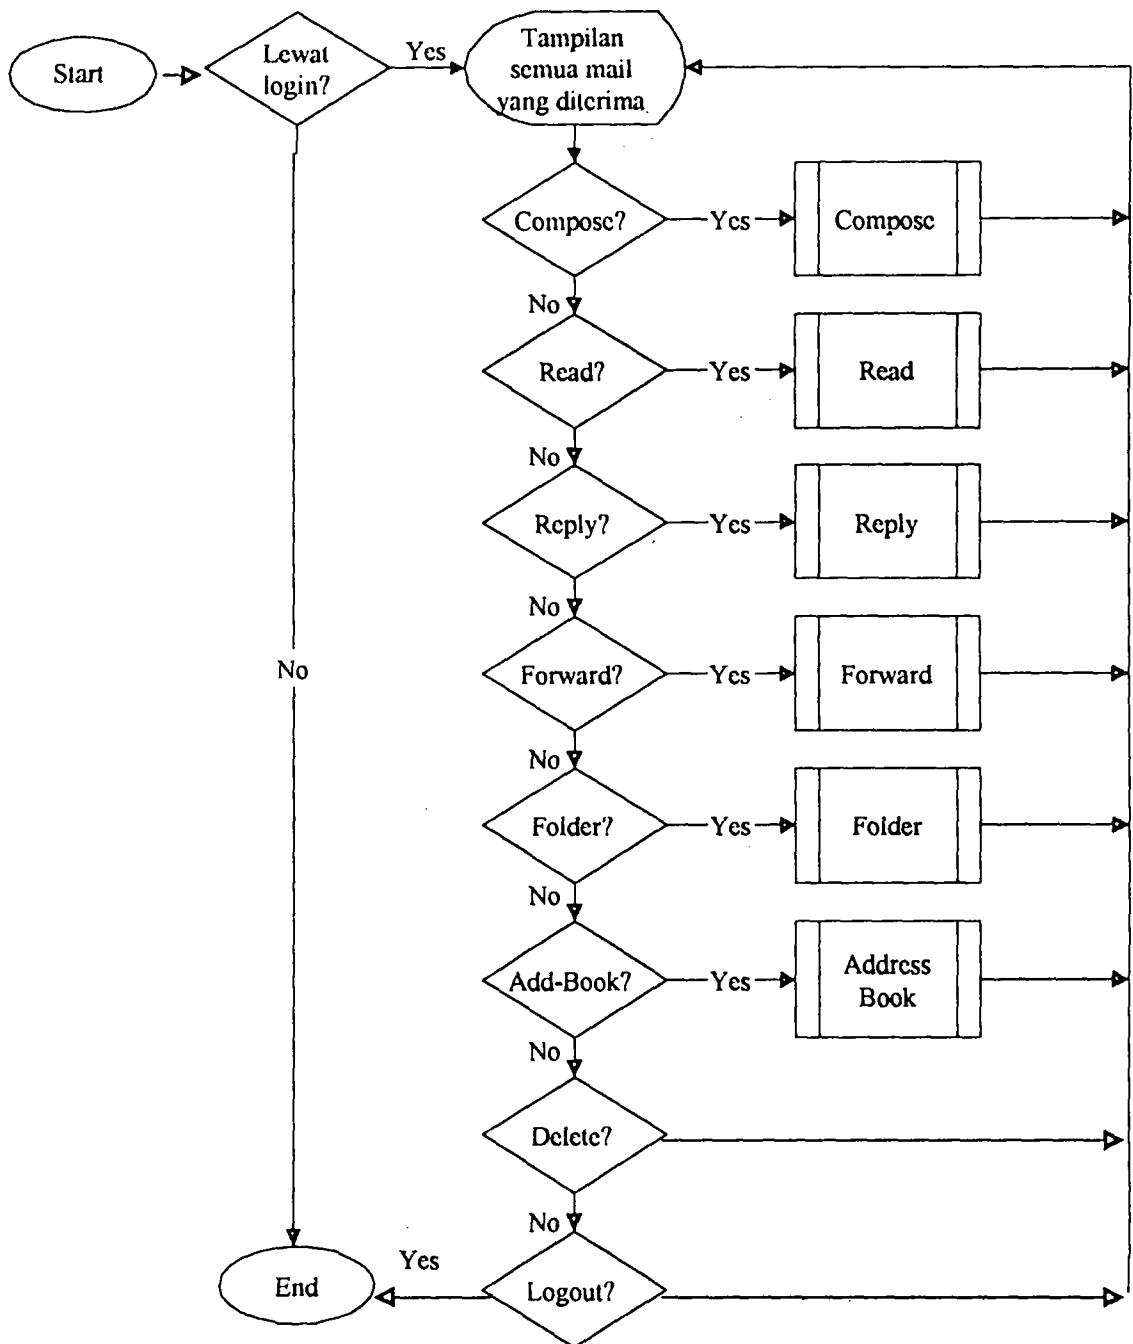 Start
Lewat
login?
Yes
Tampilan
semua mail
yang diterima
Compose?
Yes
Compose
No
Read?
Yes
Read
No
Reply?
Yes
Reply
No
Forward?
Yes
Forward
No
No
Folder?
Yes
Folder
No
Add-Book?
Yes
Address
Book
No
Delete?
No
Logout?
Yes
End